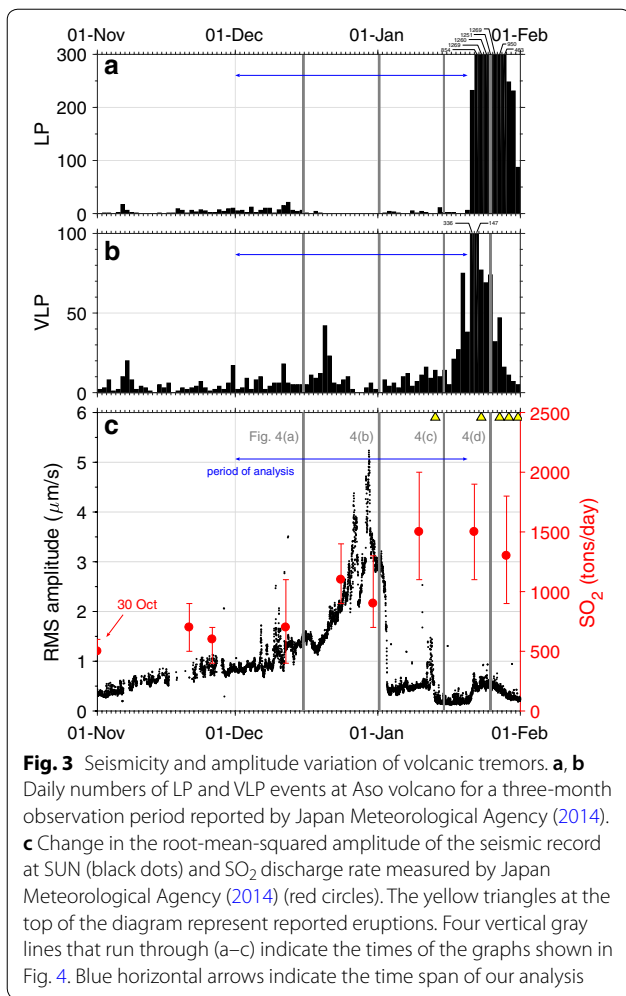 01-Nov 01-Dec 01-Jan 01-Feb
854 1269 1260 1251 1269 950 463
a
LP
300
200
100
0
336 147
b
VLP
100
50
0
c
Fig. 4(a) 4(b) 4(c) 4(d)
period of analysis
30 Oct
RMS amplitude (μm/s)
6
5
4
3
2
1
0
SO2 (tons/day)
2500
2000
1500
1000
500
0
01-Nov 01-Dec 01-Jan 01-Feb
Fig. 3 Seismicity and amplitude variation of volcanic tremors. a, b
Daily numbers of LP and VLP events at Aso volcano for a three-month
observation period reported by Japan Meteorological Agency (2014).
c Change in the root-mean-squared amplitude of the seismic record
at SUN (black dots) and SO2 discharge rate measured by Japan
Meteorological Agency (2014) (red circles). The yellow triangles at the
top of the diagram represent reported eruptions. Four vertical gray
lines that run through (a–c) indicate the times of the graphs shown in
Fig. 4. Blue horizontal arrows indicate the time span of our analysis